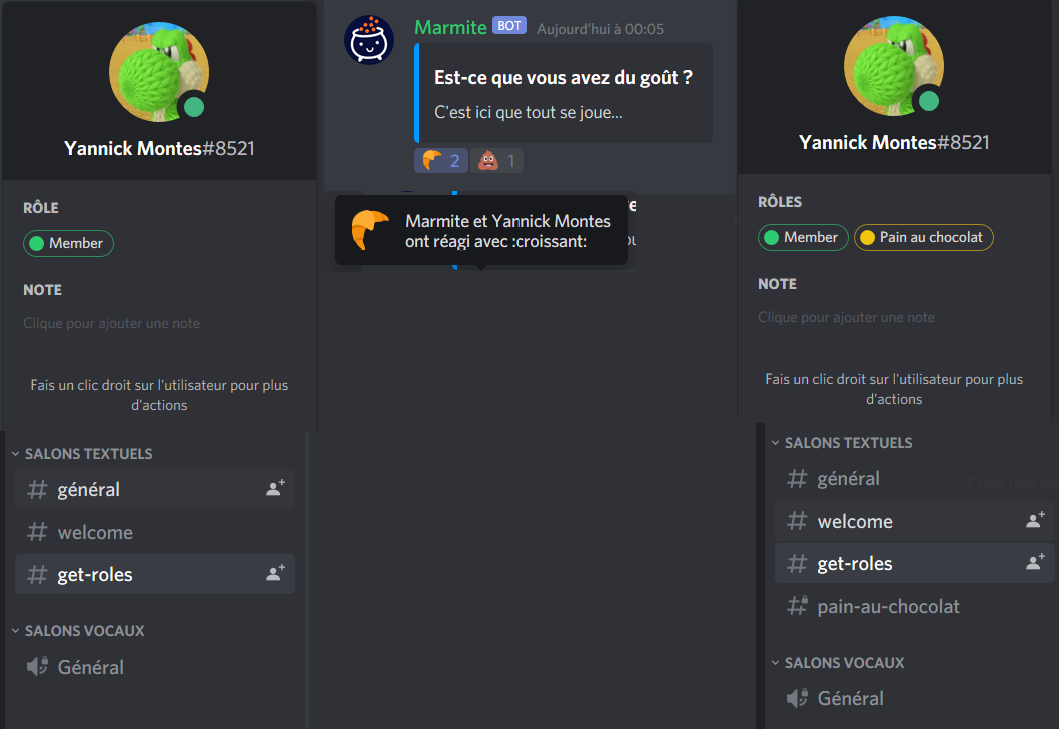 Yannick Montes#8521
RÔLE
Member
NOTE
Clique pour ajouter une note
Fais un clic droit sur l'utilisateur pour plus
d'actions
SALONS TEXTUELS
général
welcome
get-roles
SALONS VOCAUX
Général
Marmite BOT Aujourd'hui à 00:05
Est-ce que vous avez du goût ?
C'est ici que tout se joue...
2 1
Marmite et Yannick Montes
ont réagi avec :croissant:
Yannick Montes#8521
RÔLES
Member Pain au chocolat
NOTE
Clique pour ajouter une note
Fais un clic droit sur l'utilisateur pour plus
d'actions
SALONS TEXTUELS
général
welcome
get-roles
pain-au-chocolat
SALONS VOCAUX
Général